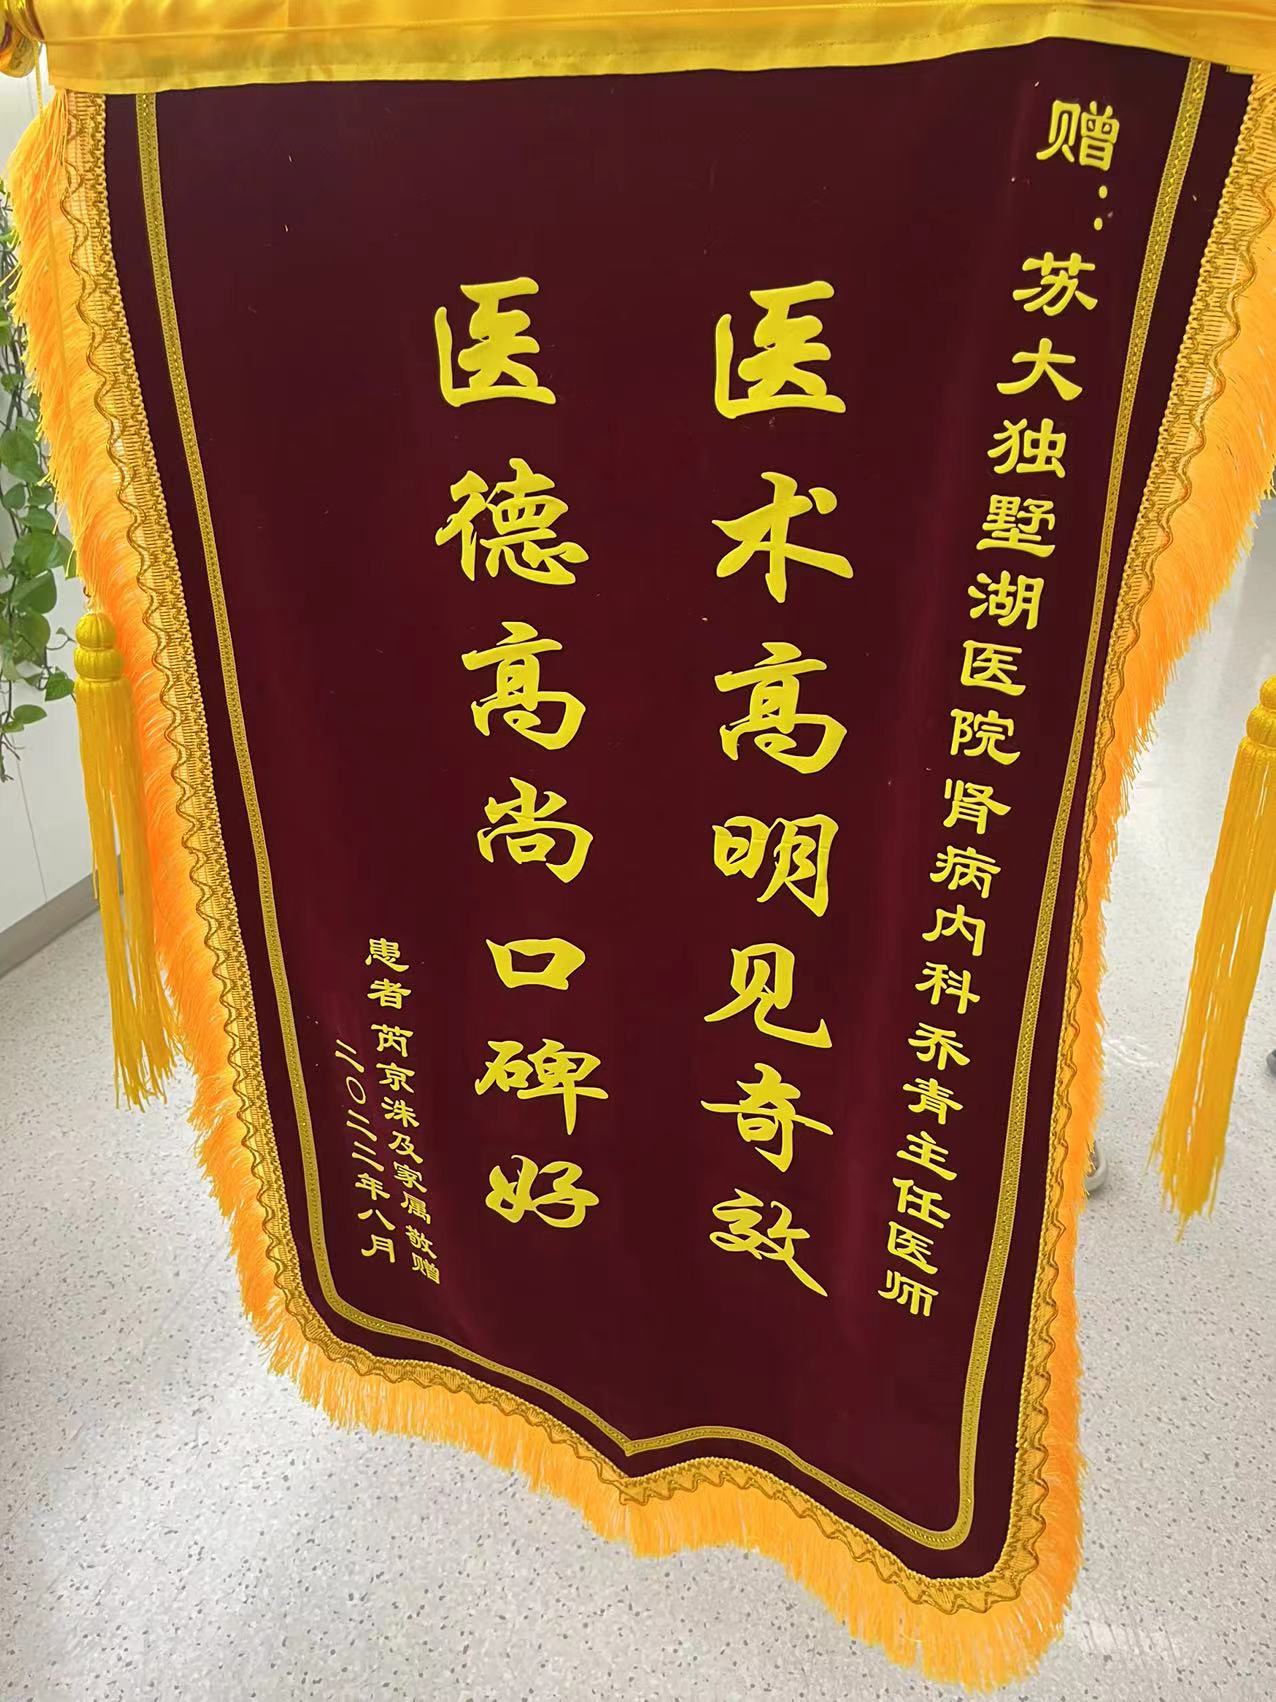 赠：苏大独墅湖医院肾病内科乔青主任医师
医术高明见奇效
医德高尚口碑好
患者芮京洙及家属敬赠
二〇二二年八月